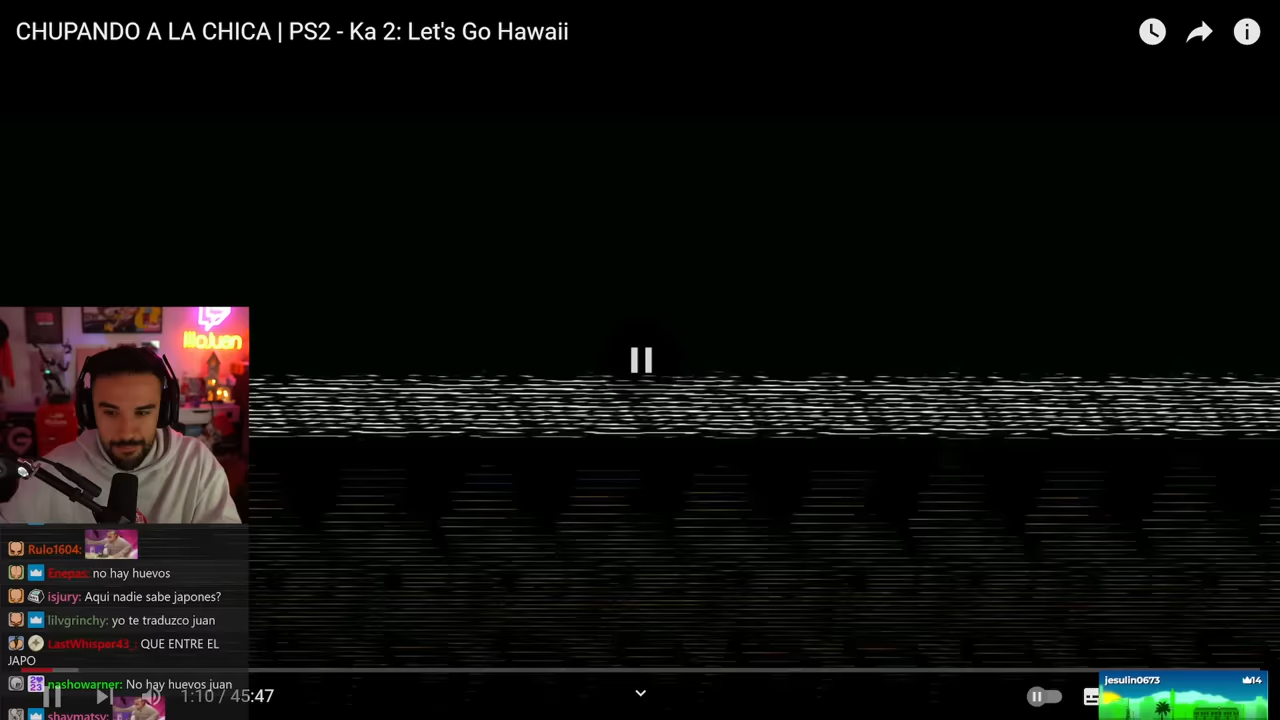 CHUPANDO A LA CHICA | PS2 - Ka 2: Let's Go Hawaii
illoJuan
Rulo1604:
Enepas: no hay huevos
isjury: Aqui nadie sabe japones?
lilvgrinchy: yo te traduzco juan
LastWhisper43_: QUE ENTRE EL
JAPO
nashowarner: No hay huevos juan
shaymatsy:
1:10 / 45:47
jesulin0673
14